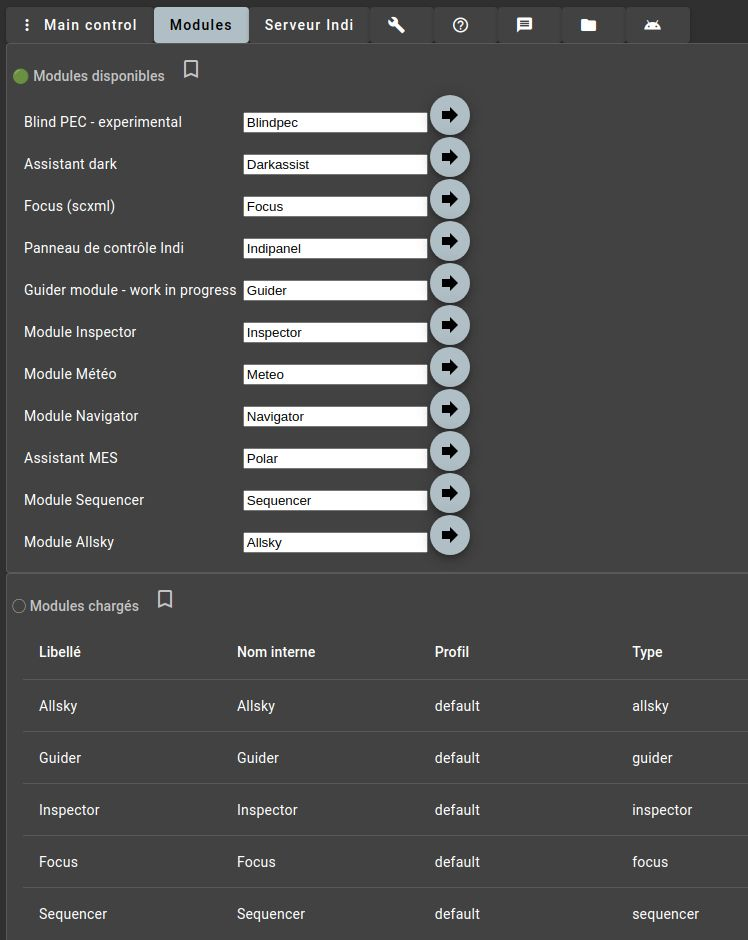 Main control Modules Serveur Indi
Modules disponibles
Blind PEC - experimental Blindpec
Assistant dark Darkassist
Focus (scxml) Focus
Panneau de contrôle Indi Indipanel
Guider module - work in progress Guider
Module Inspector Inspector
Module Météo Meteo
Module Navigator Navigator
Assistant MES Polar
Module Sequencer Sequencer
Module Allsky Allsky
Modules chargés
Libellé Nom interne Profil Type
Allsky Allsky default allsky
Guider Guider default guider
Inspector Inspector default inspector
Focus Focus default focus
Sequencer Sequencer default sequencer